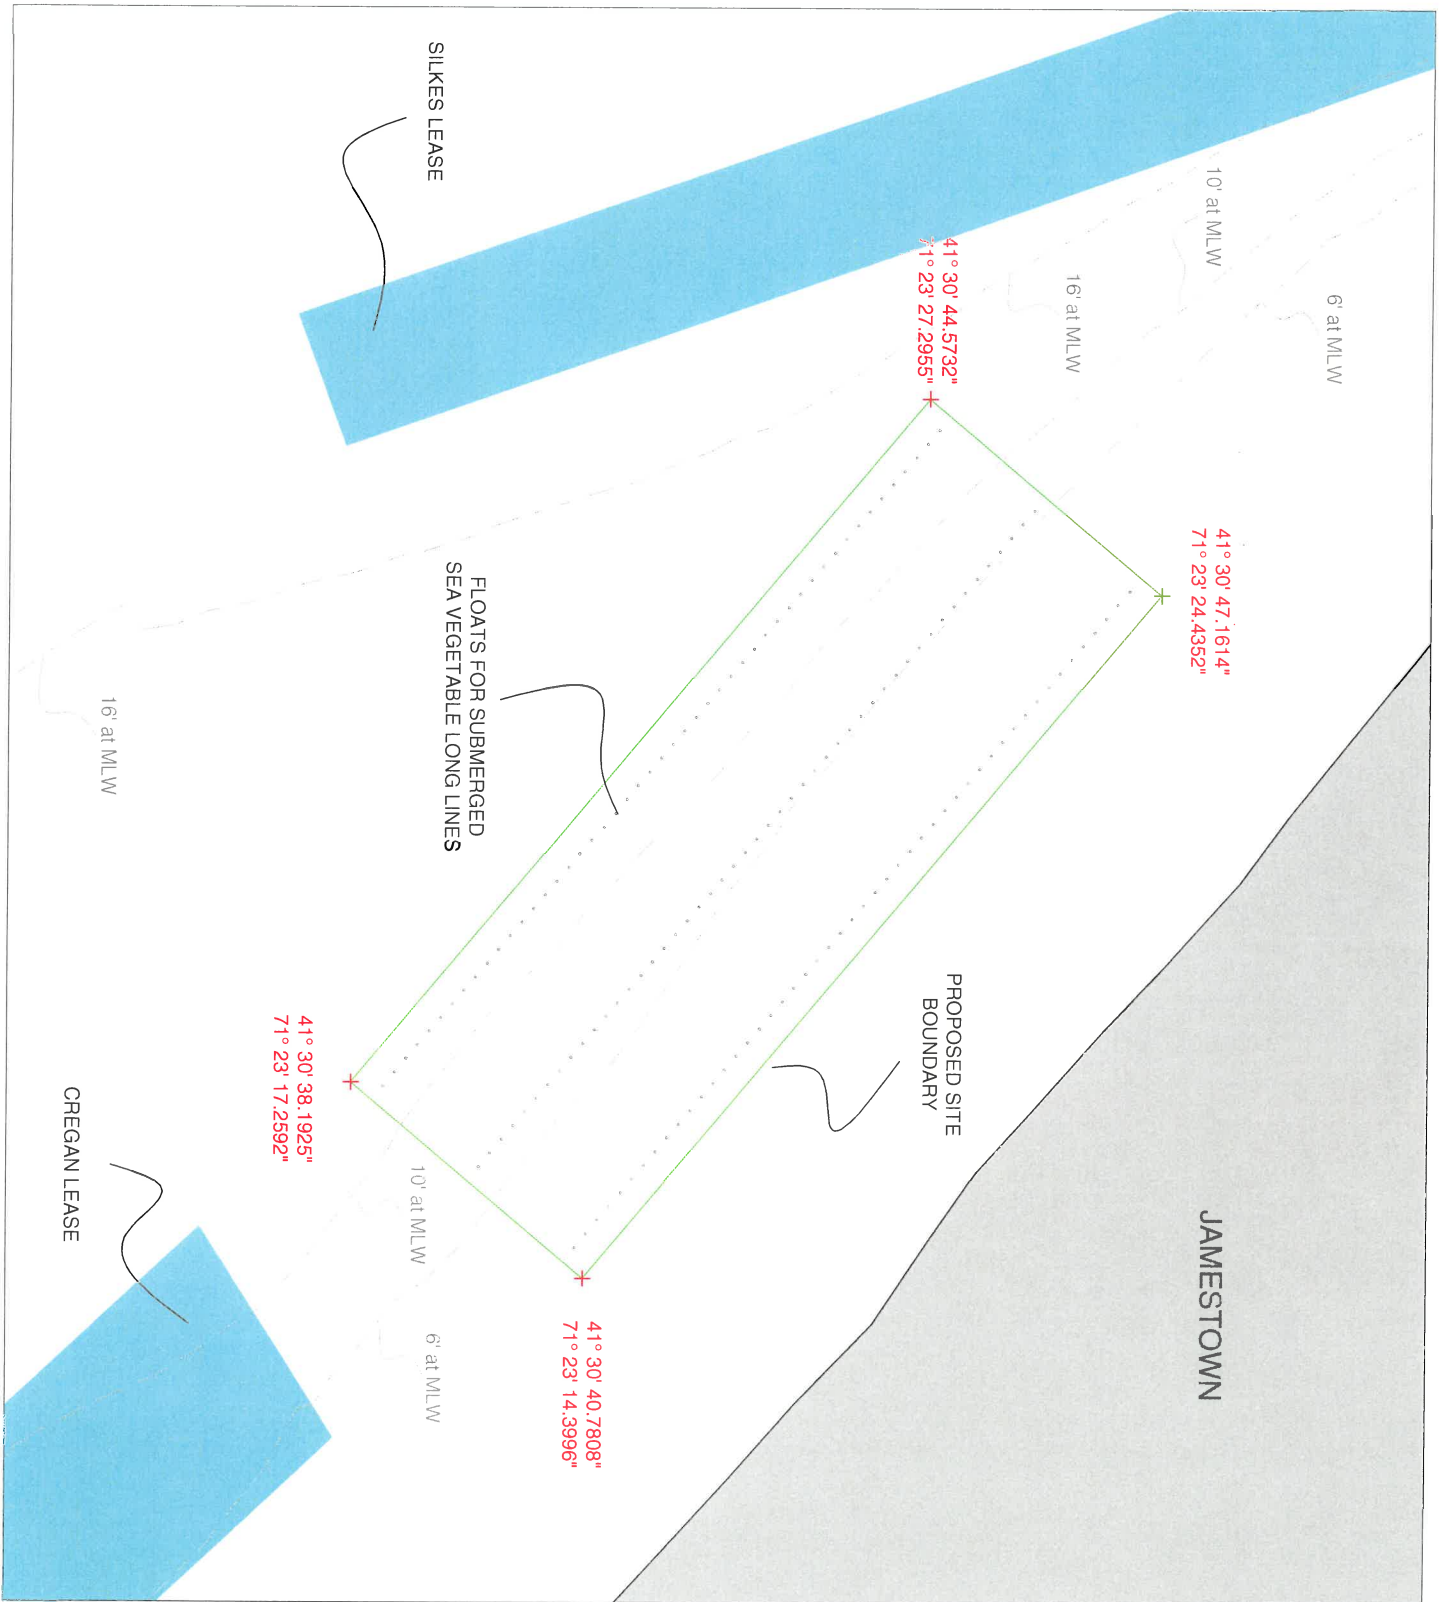 6' at MLW
10' at MLW
16' at MLW
41° 30' 47.1614"
71° 23' 24.4352"
41° 30' 44.5732"
71° 23' 27.2955"
JAMESTOWN
PROPOSED SITE
BOUNDARY
SILKES LEASE
FLOATS FOR SUBMERGED
SEA VEGETABLE LONG LINES
41° 30' 40.7808"
71° 23' 14.3996"
6' at MLW
10' at MLW
41° 30' 38.1925"
71° 23' 17.2592"
16' at MLW
CREGAN LEASE